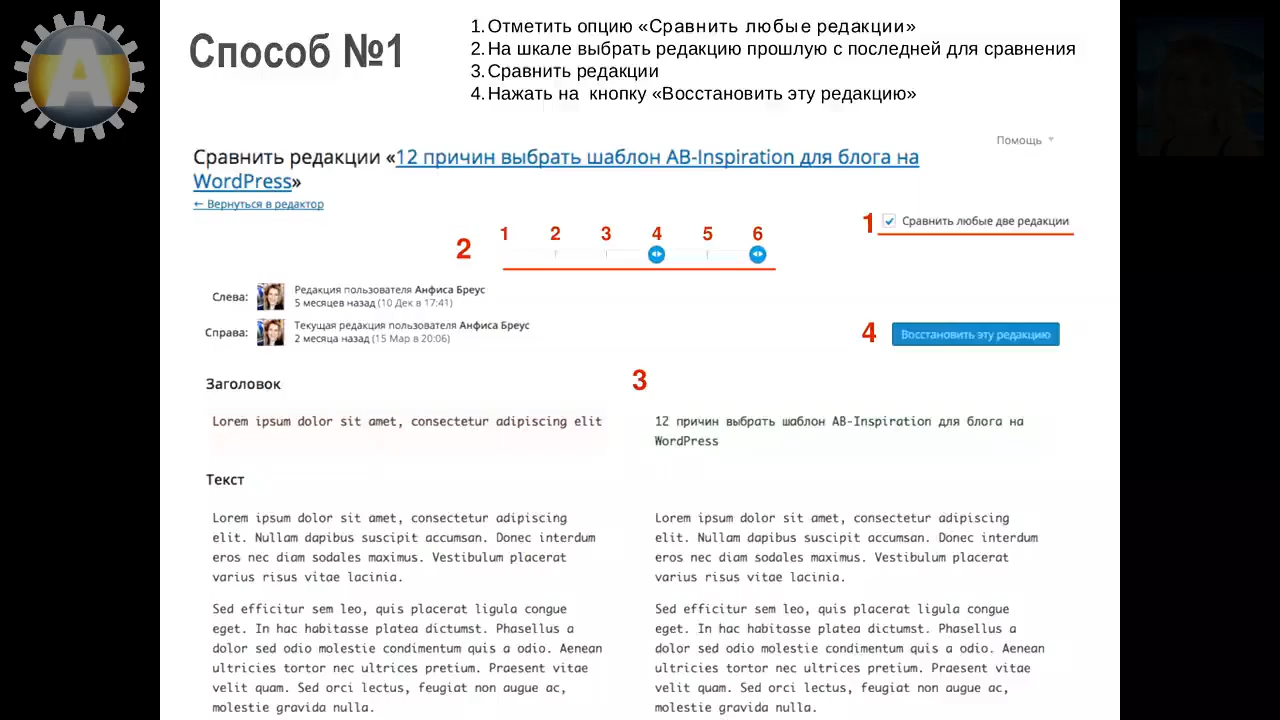 A
Способ №1
1. Отметить опцию «Сравнить любые редакции»
2. На шкале выбрать редакцию прошлую с последней для сравнения
3. Сравнить редакции
4. Нажать на кнопку «Восстановить эту редакцию»
Помощь
Сравнить редакции «12 причин выбрать шаблон AB-Inspiration для блога на
WordPress»
← Вернуться в редактор
1 Сравнить любые две редакции
2 1 2 3 4 5 6
Слева: Редакция пользователя Анфиса Бреус
5 месяцев назад (10 Дек в 17:41)
Справа: Текущая редакция пользователя Анфиса Бреус
2 месяца назад (15 Мар в 20:06)
4 Восстановить эту редакцию
3
Заголовок
Lorem ipsum dolor sit amet, consectetur adipiscing elit
12 причин выбрать шаблон AB-Inspiration для блога на
WordPress
Текст
Lorem ipsum dolor sit amet, consectetur adipiscing
elit. Nullam dapibus suscipit accumsan. Donec interdum
eros nec diam sodales maximus. Vestibulum placerat
varius risus vitae lacinia.
Sed efficitur sem leo, quis placerat ligula congue
eget. In hac habitasse platea dictumst. Phasellus a
dolor sed odio molestie condimentum quis a odio. Aenean
ultricies tortor nec ultrices pretium. Praesent vitae
velit quam. Sed orci lectus, feugiat non augue ac,
molestie gravida nulla.
Lorem ipsum dolor sit amet, consectetur adipiscing
elit. Nullam dapibus suscipit accumsan. Donec interdum
eros nec diam sodales maximus. Vestibulum placerat
varius risus vitae lacinia.
Sed efficitur sem leo, quis placerat ligula congue
eget. In hac habitasse platea dictumst. Phasellus a
dolor sed odio molestie condimentum quis a odio. Aenean
ultricies tortor nec ultrices pretium. Praesent vitae
velit quam. Sed orci lectus, feugiat non augue ac,
molestie gravida nulla.